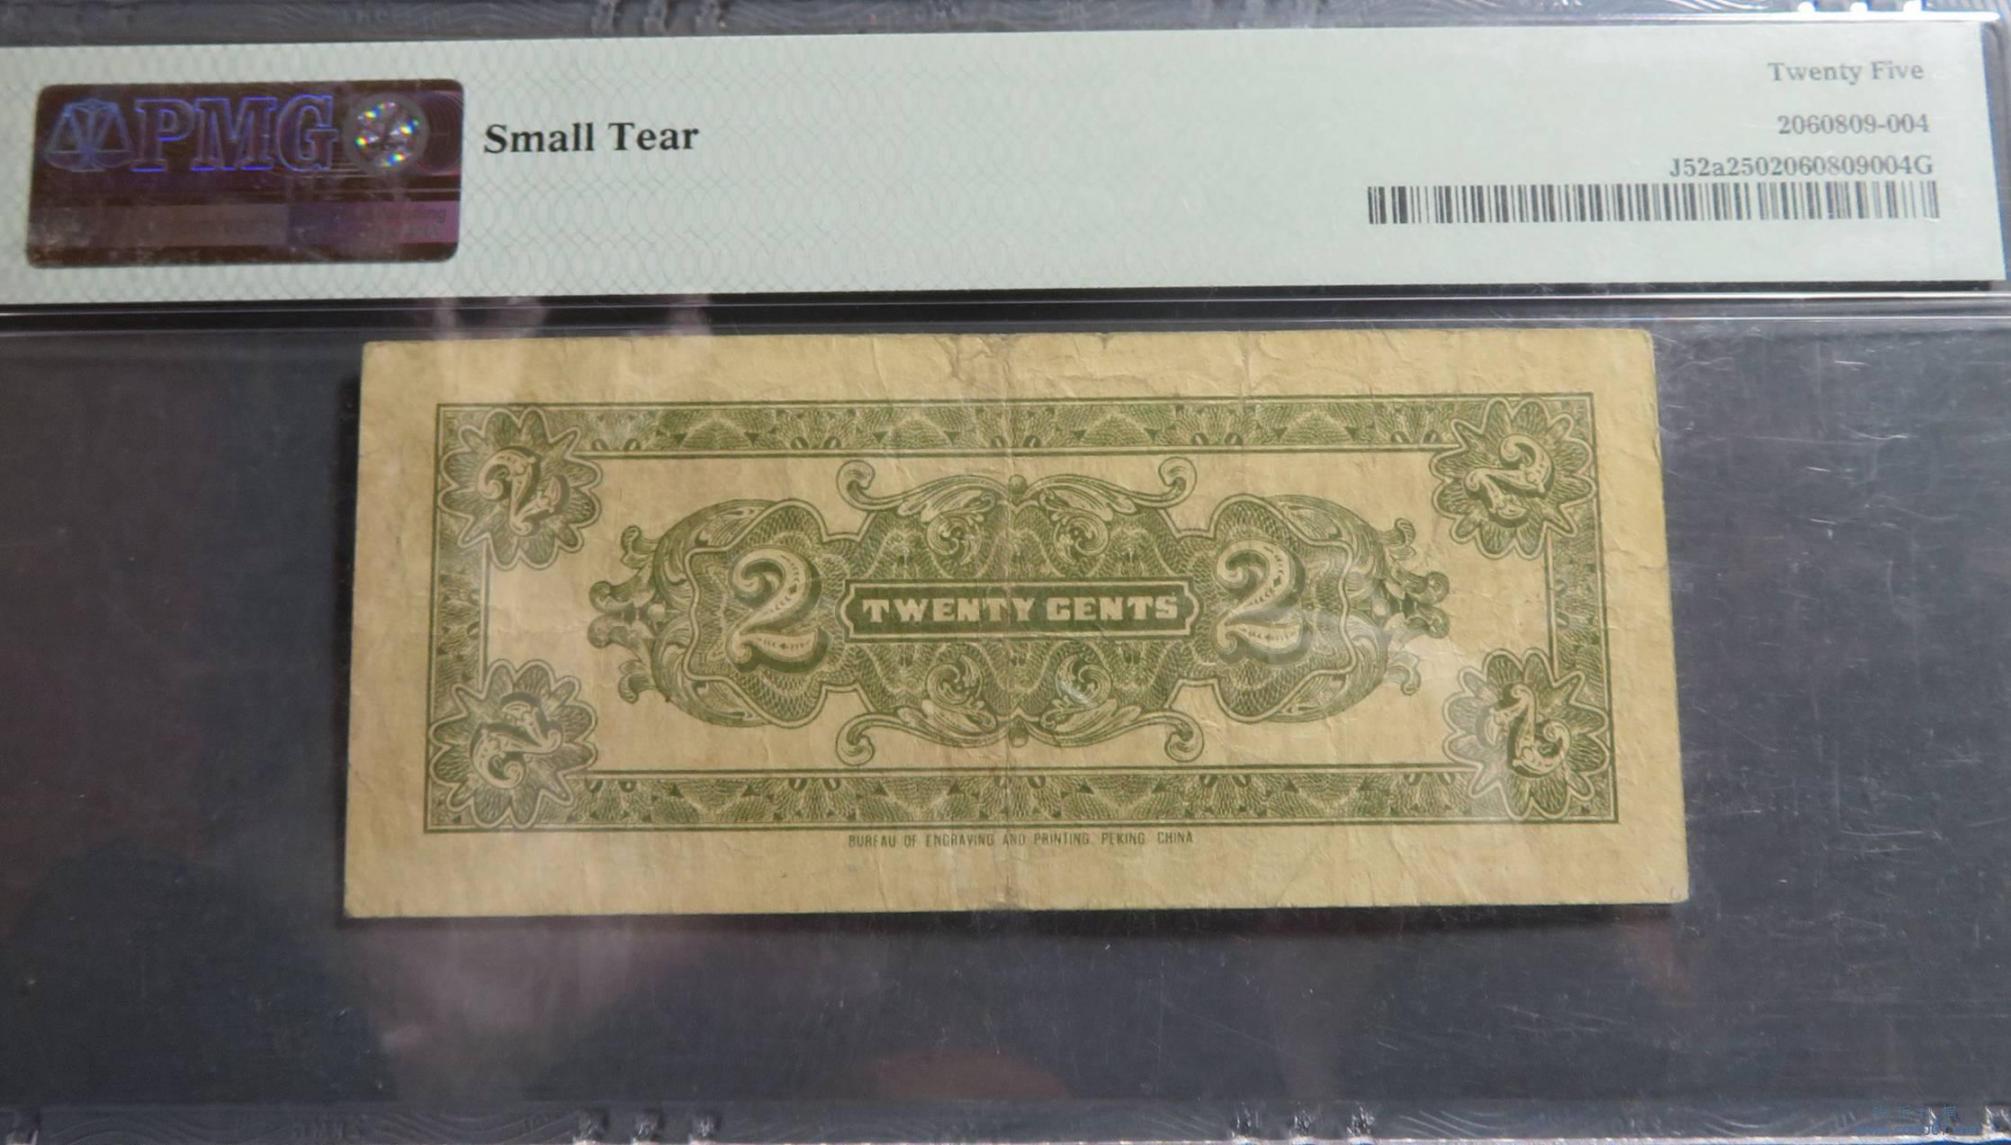 PMG
Small Tear
Twenty Five
2060809-004
J52a2502060809004G
2 2
2 TWENTY CENTS 2
2 2
BUREAU OF ENGRAVING AND PRINTING, PEKING, CHINA